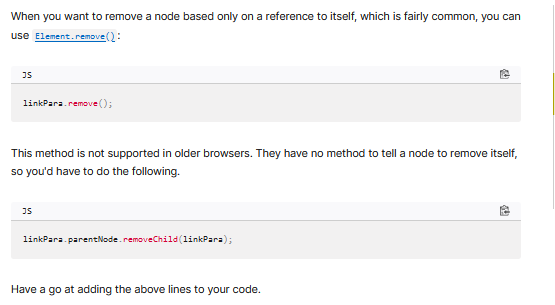 When you want to remove a node based only on a reference to itself, which is fairly common, you can
use Element.remove():
JS
linkPara.remove();
This method is not supported in older browsers. They have no method to tell a node to remove itself,
so you'd have to do the following.
JS
linkPara.parentNode.removeChild(linkPara);
Have a go at adding the above lines to your code.